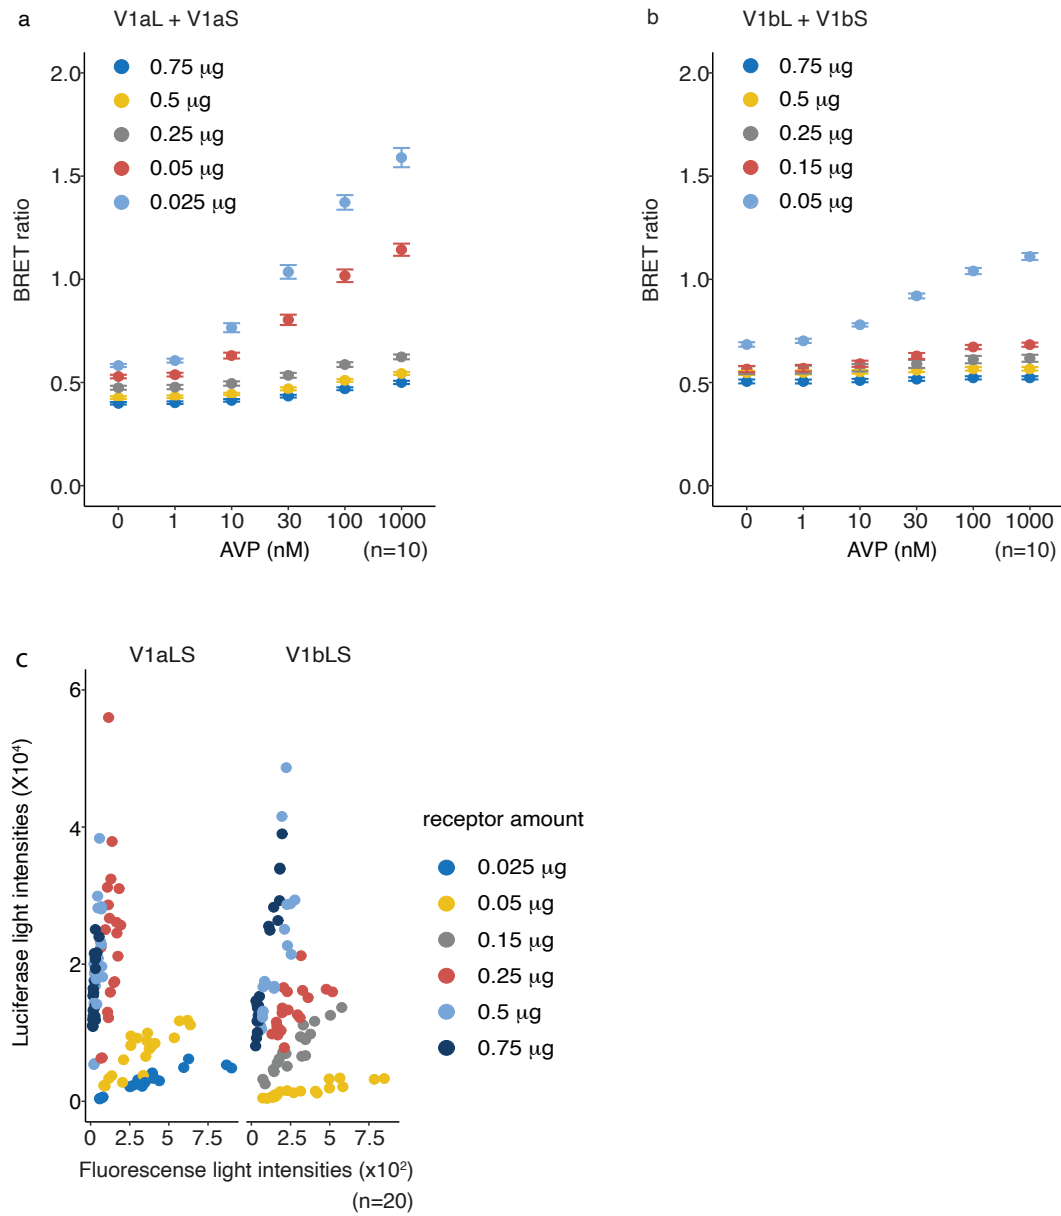 a
V1aL + V1aS
2.0
1.5
1.0
0.5
0.0
BRET ratio
0.75 µg
0.5 µg
0.25 µg
0.05 µg
0.025 µg
0 1 10 30 100 1000
AVP (nM) (n=10)
b
V1bL + V1bS
2.0
1.5
1.0
0.5
0.0
BRET ratio
0.75 µg
0.5 µg
0.25 µg
0.15 µg
0.05 µg
0 1 10 30 100 1000
AVP (nM) (n=10)
c
V1aLS V1bLS
6
4
2
0
Luciferase light intensities (X10⁴)
0 2.5 5 7.5 0 2.5 5 7.5
Fluorescense light intensities (x10²)
(n=20)
receptor amount
0.025 µg
0.05 µg
0.15 µg
0.25 µg
0.5 µg
0.75 µg